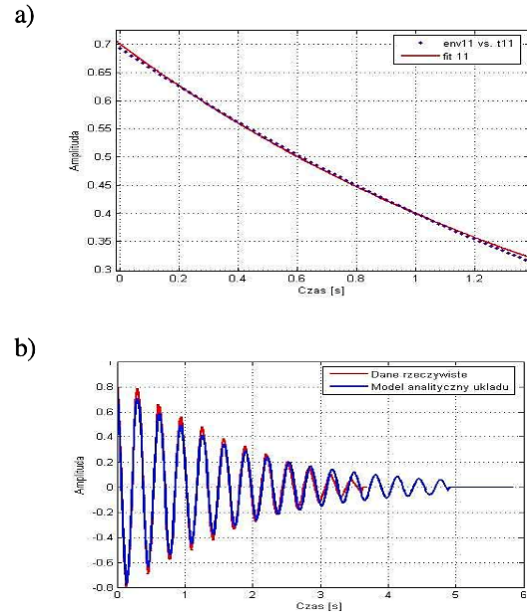 a)
0.7
0.65
0.6
0.55
0.5
0.45
0.4
0.35
0.3
Amplituda
env11 vs. t11
fit 11
0 0.2 0.4 0.6 0.8 1 1.2
Czas [s]
b)
0.8
0.6
0.4
0.2
0
-0.2
-0.4
-0.6
-0.8
Amplituda
Dane rzeczywiste
Model analityczny ukladu
0 1 2 3 4 5 6
Czas [s]